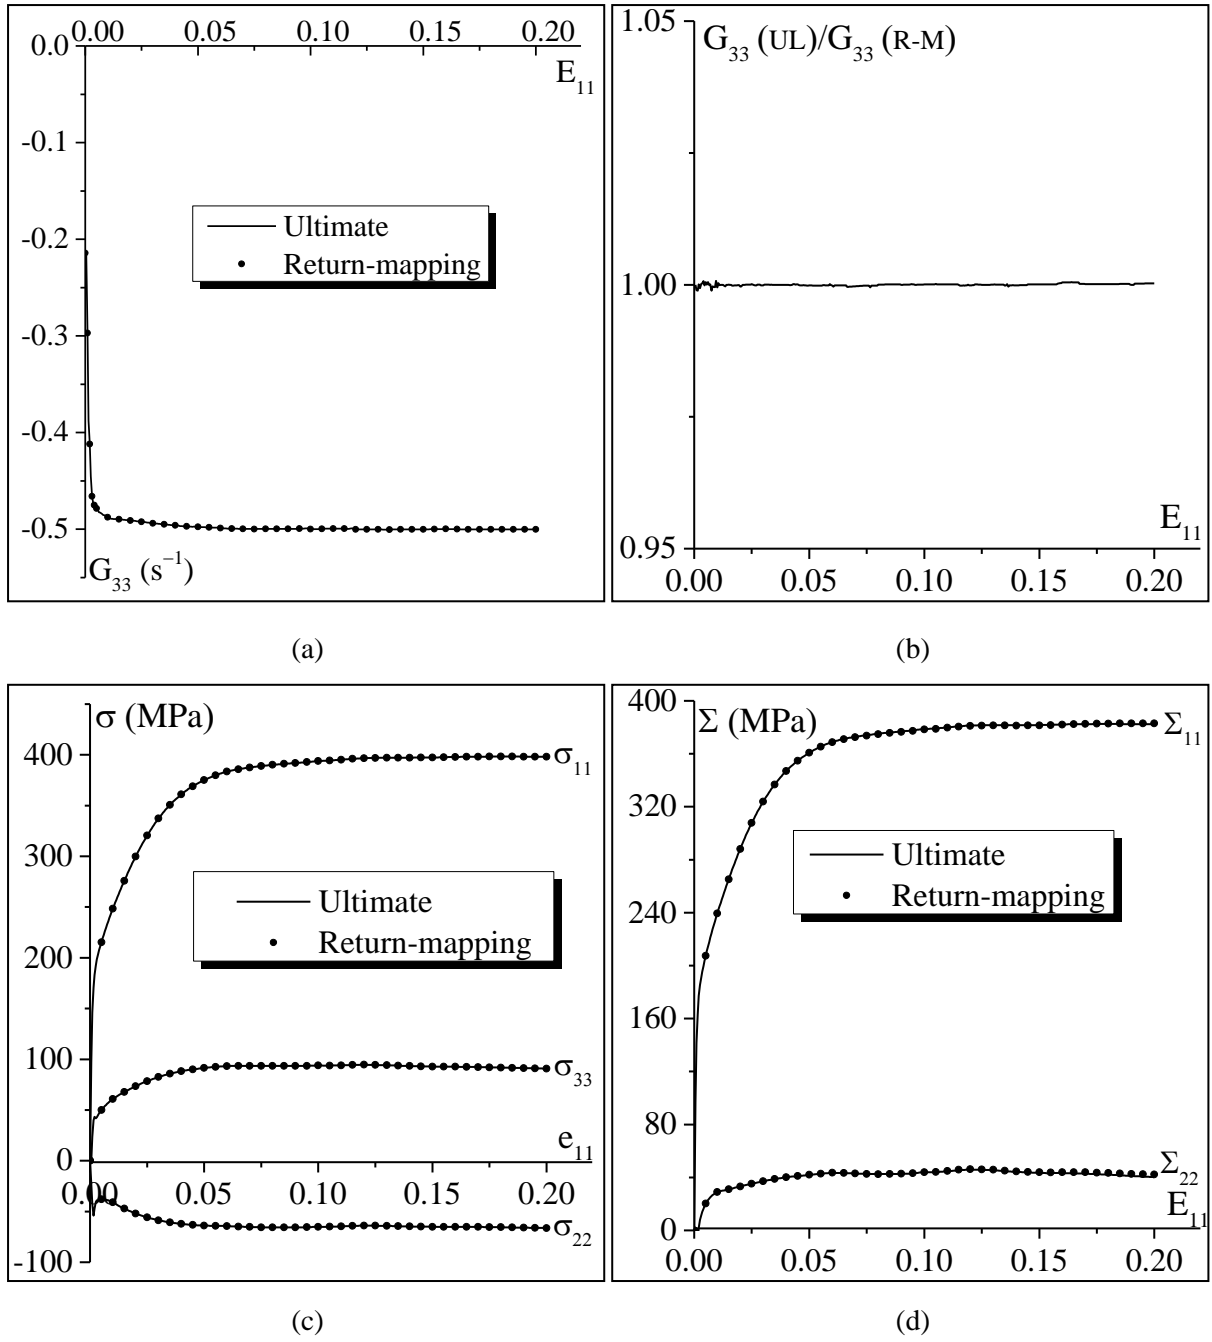 0.00 0.05 0.10 0.15 0.20
0.0
E11
-0.1
-0.2
Ultimate
Return-mapping
-0.3
-0.4
-0.5
G33 (s⁻¹)
(a)
1.05
G33 (UL)/G33 (R-M)
1.00
E11
0.95
0.00 0.05 0.10 0.15 0.20
(b)
σ (MPa)
400
σ11
300
Ultimate
Return-mapping
200
100
σ33
e11
0
0.00 0.05 0.10 0.15 0.20
σ22
-100
(c)
400
Σ (MPa)
Σ11
320
Ultimate
Return-mapping
240
160
80
Σ22
E11
0
0.00 0.05 0.10 0.15 0.20
(d)